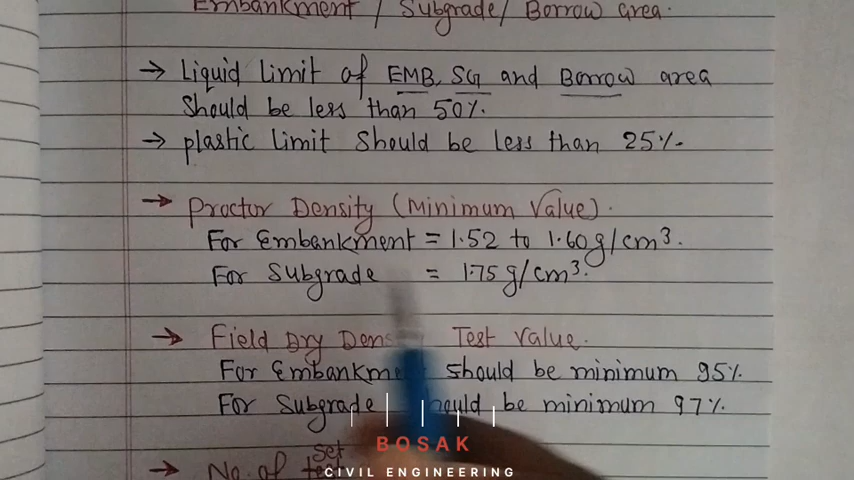 Embankment / Subgrade / Borrow area.
→ Liquid Limit of EMB, SG and Borrow area
Should be less than 50%.
→ plastic Limit Should be less than 25%.
→ Proctor Density (Minimum Value).
For Embankment = 1.52 to 1.60 g/cm³.
For Subgrade = 1.75 g/cm³.
→ Field Dry Dens Test Value.
For Embankme should be minimum 95%.
For Subgrade should be minimum 97%.
→ No. of set
BOSAK
CIVIL ENGINEERING